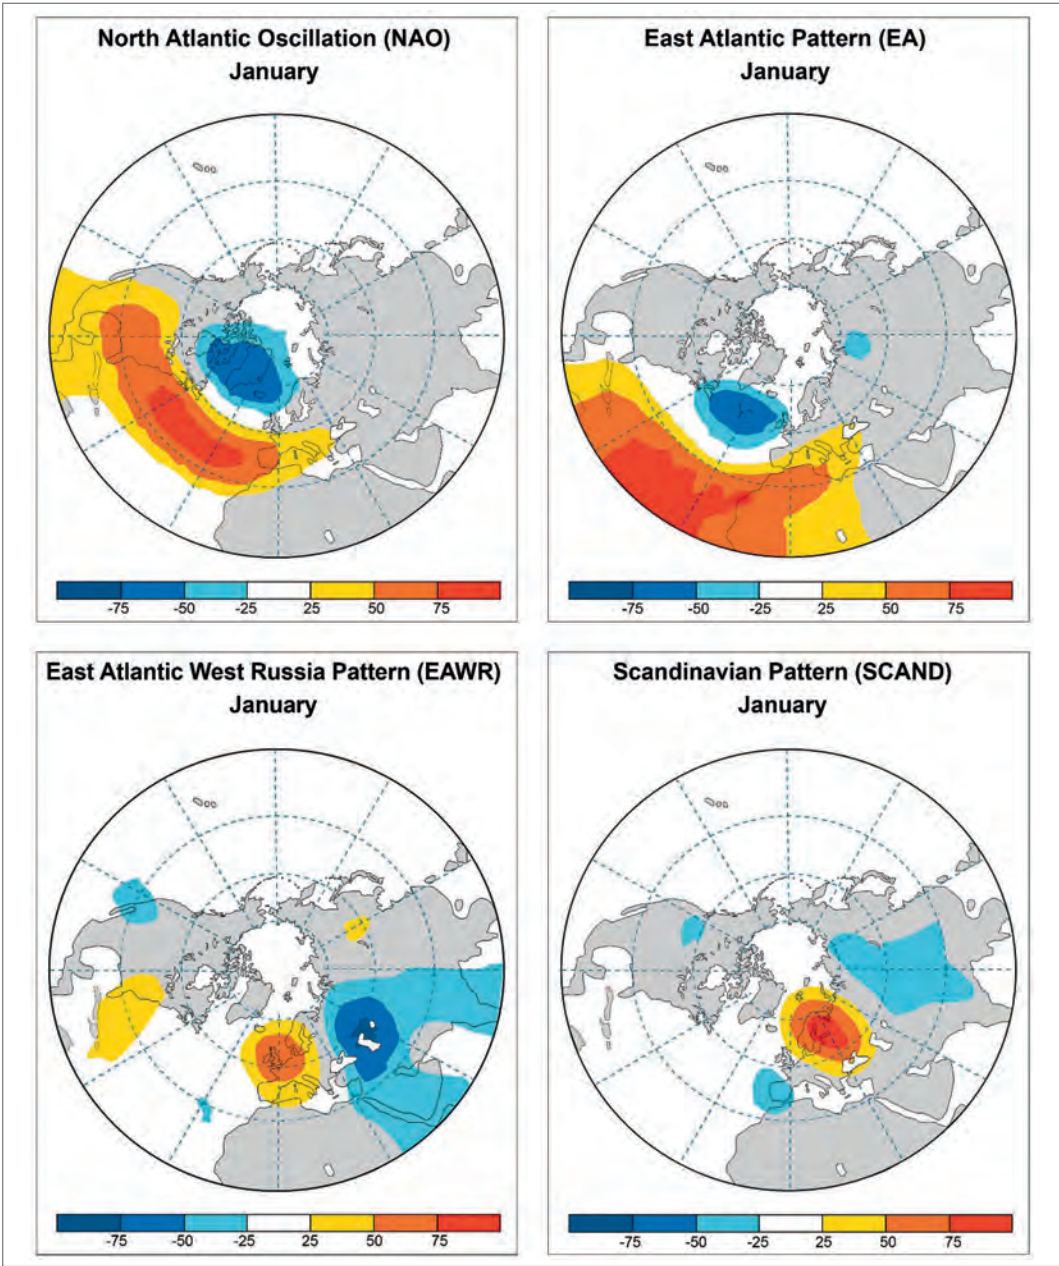 North Atlantic Oscillation (NAO)
January
-75 -50 -25 25 50 75
East Atlantic Pattern (EA)
January
-75 -50 -25 25 50 75
East Atlantic West Russia Pattern (EAWR)
January
-75 -50 -25 25 50 75
Scandinavian Pattern (SCAND)
January
-75 -50 -25 25 50 75